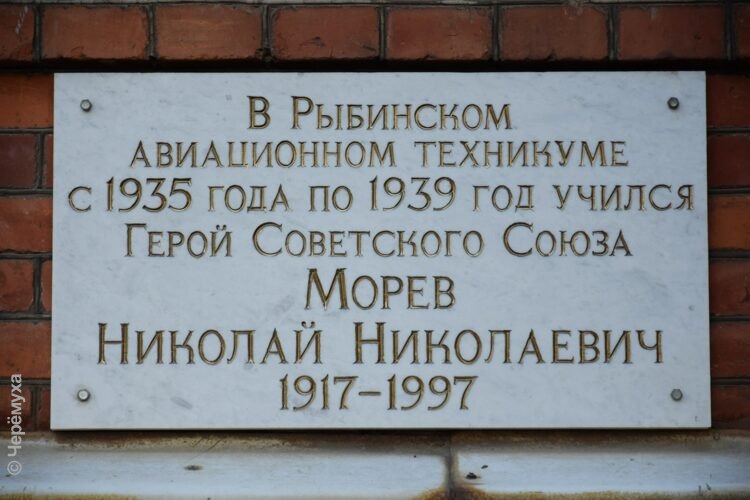 В Рыбинском
авиационном техникуме
с 1935 года по 1939 год учился
Герой Советского Союза
Морев
Николай Николаевич
1917–1997
© Черёмуха